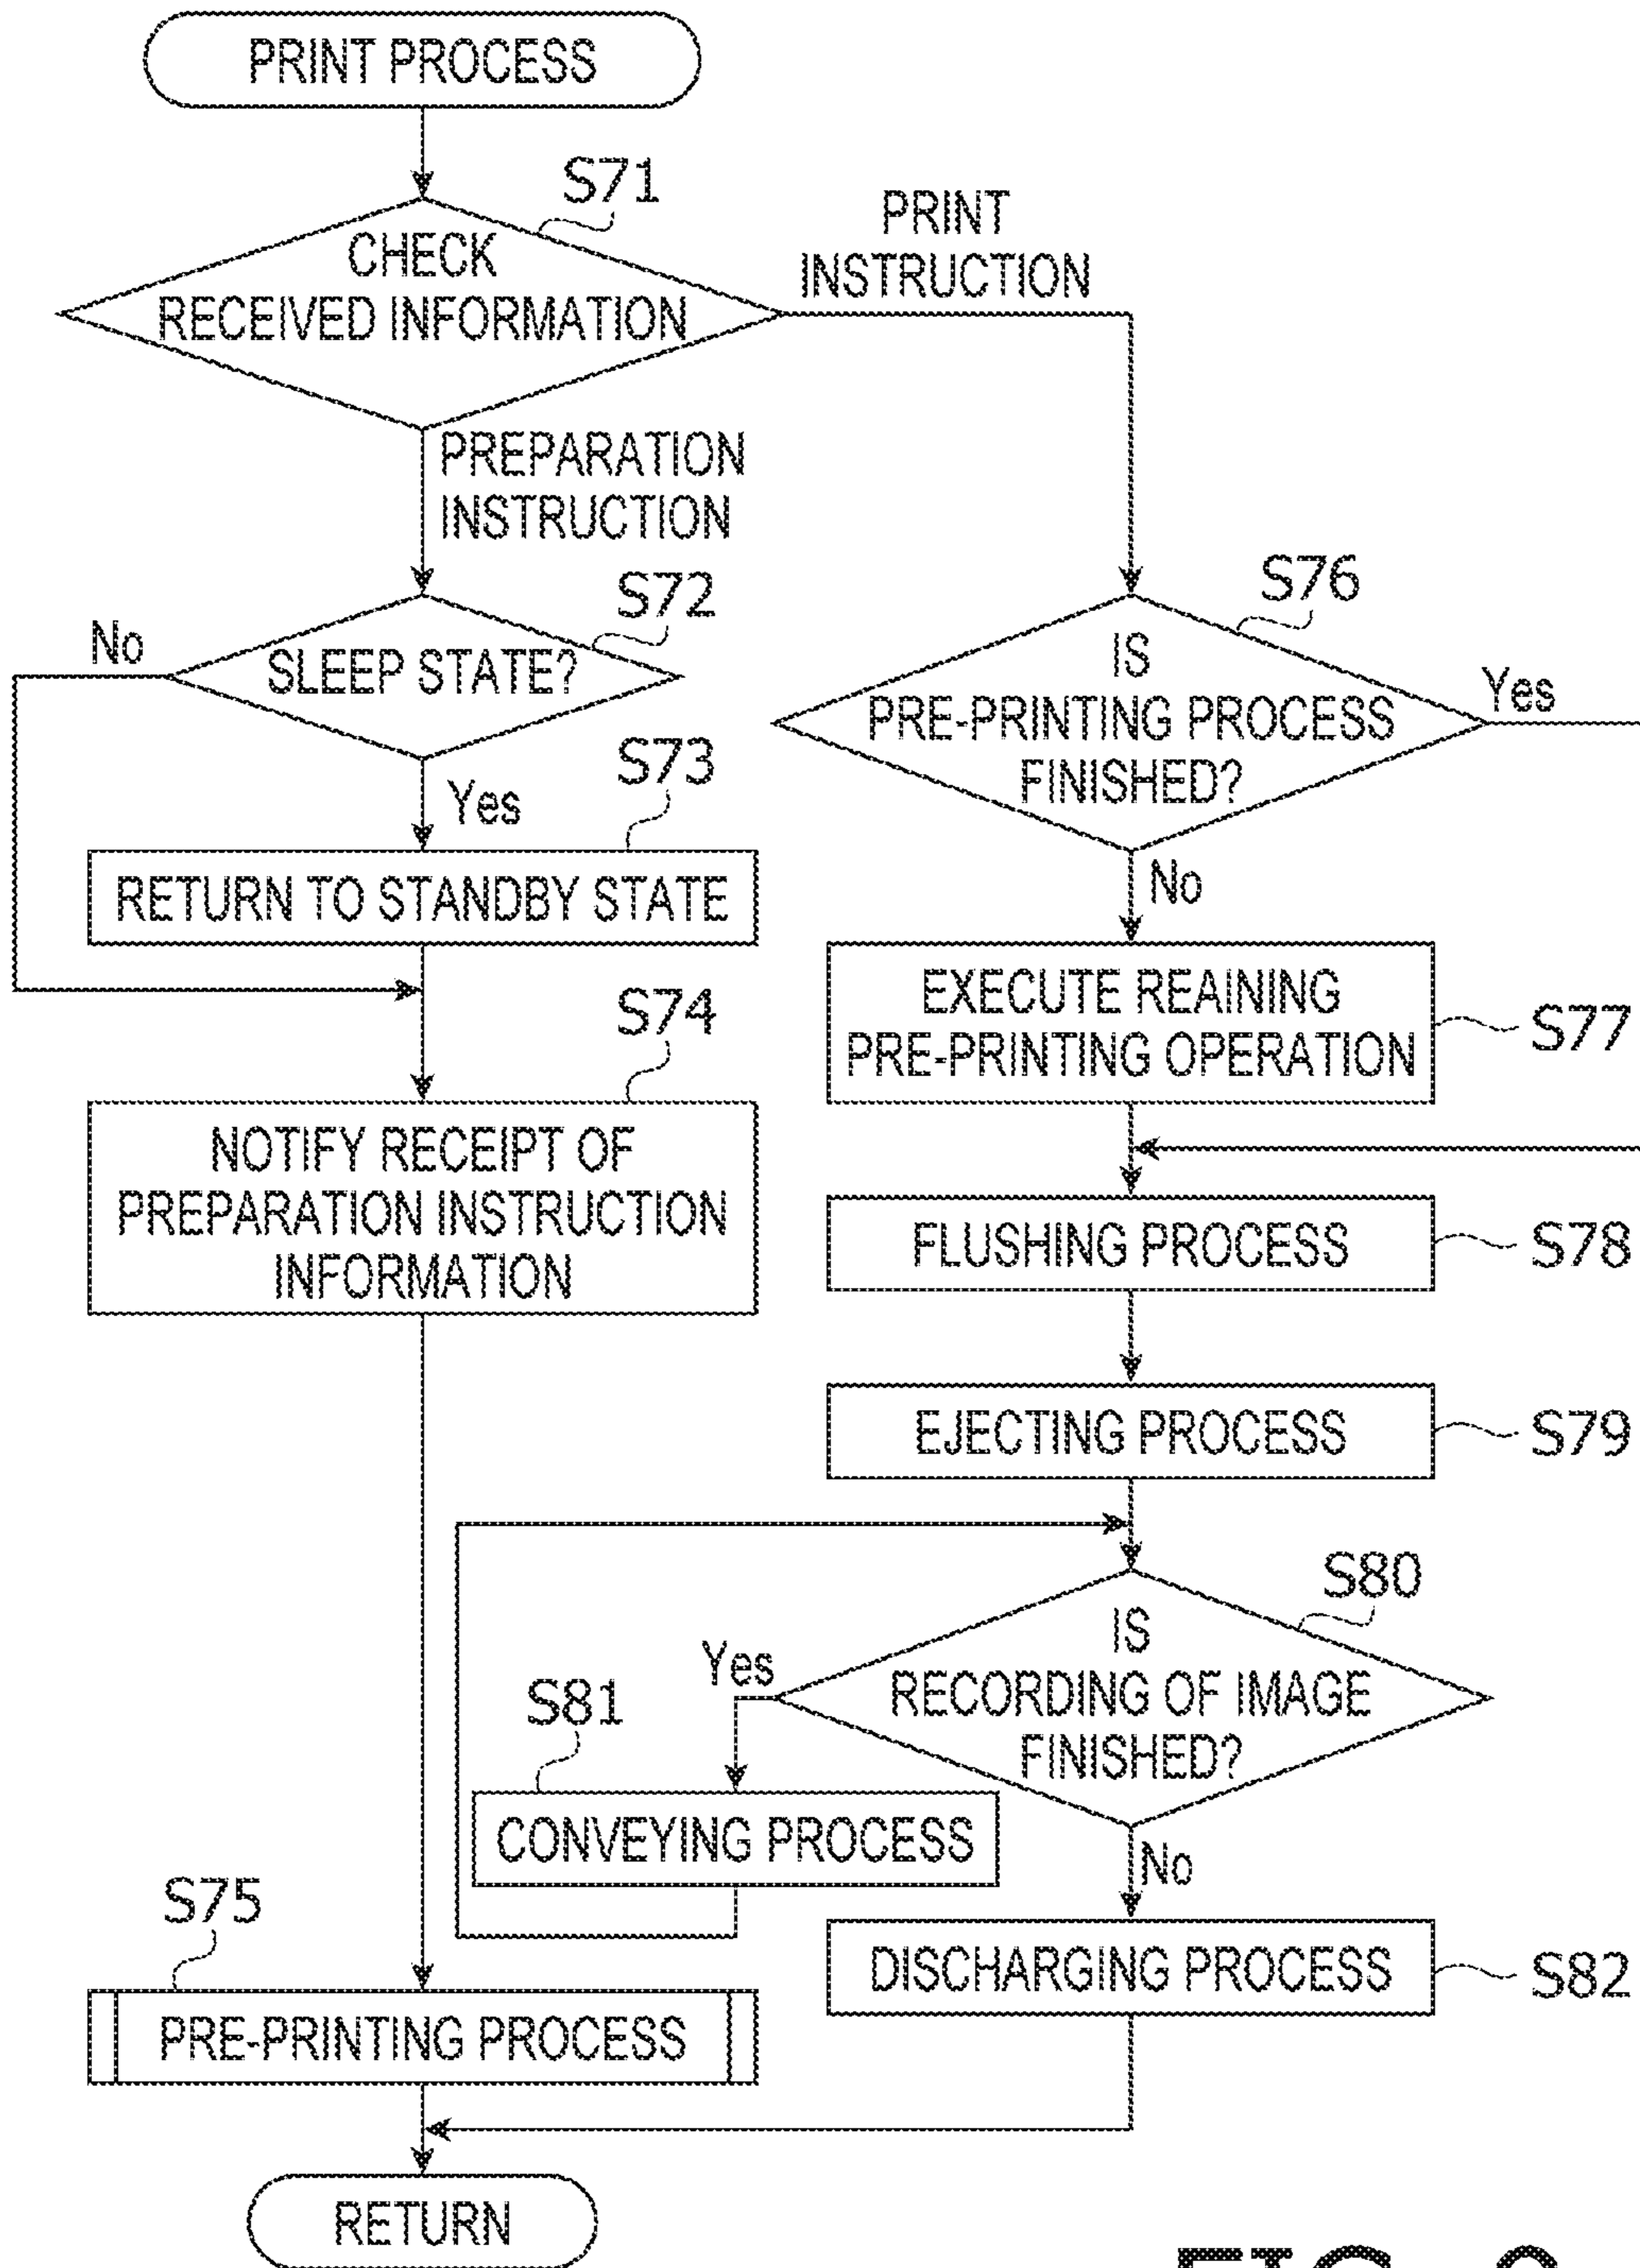 PRINT PROCESS
S71
CHECK
RECEIVED INFORMATION
PRINT
INSTRUCTION
PREPARATION
INSTRUCTION
S72
No
SLEEP STATE?
Yes
S73
RETURN TO STANDBY STATE
S74
NOTIFY RECEIPT OF
PREPARATION INSTRUCTION
INFORMATION
S75
PRE-PRINTING PROCESS
S76
IS
PRE-PRINTING PROCESS
FINISHED?
Yes
No
EXECUTE REAINING
PRE-PRINTING OPERATION
S77
FLUSHING PROCESS
S78
EJECTING PROCESS
S79
S80
IS
RECORDING OF IMAGE
FINISHED?
Yes
S81
CONVEYING PROCESS
No
DISCHARGING PROCESS
S82
RETURN